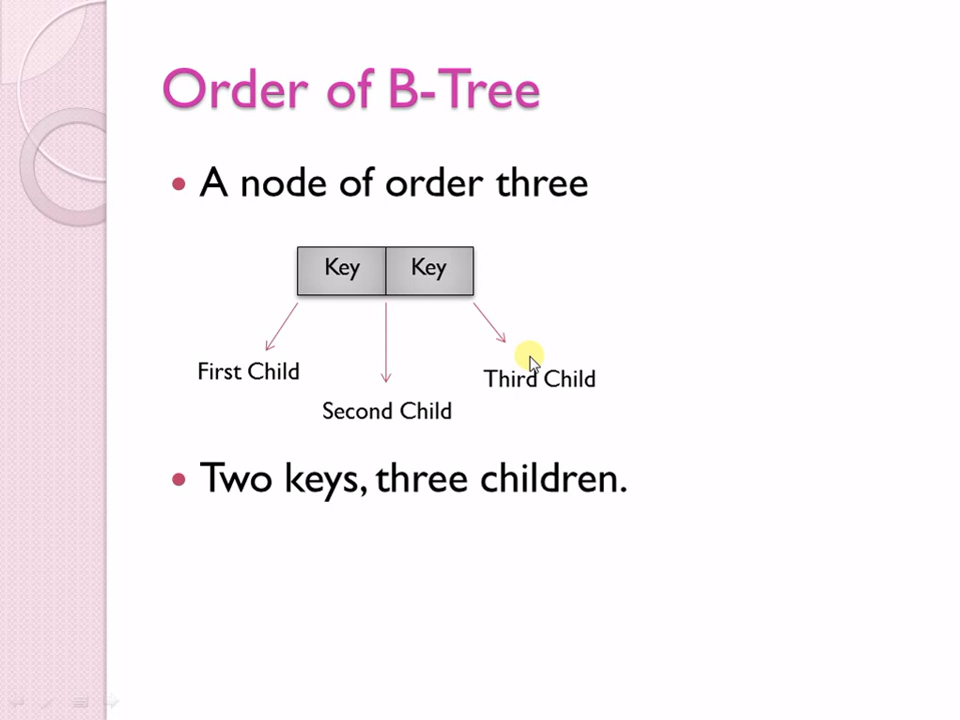 Order of B-Tree
• A node of order three
Key Key
First Child
Third Child
Second Child
• Two keys, three children.